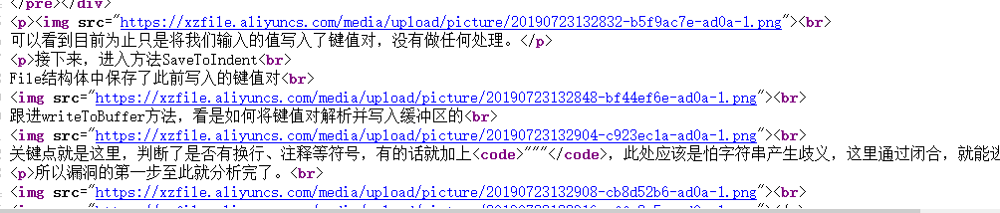 </pre></div>
<p><img src="https://xzfile.aliyuncs.com/media/upload/picture/20190723132832-b5f9ac7e-ad0a-1.png"><br>
可以看到目前为止只是将我们输入的值写入了键值对，没有做任何处理。</p>
<p>接下来，进入方法SaveToIndent<br>
File结构体中保存了此前写入的键值对<br>
<img src="https://xzfile.aliyuncs.com/media/upload/picture/20190723132848-bf44ef6e-ad0a-1.png"><br>
跟进writeToBuffer方法，看是如何将键值对解析并写入缓冲区的<br>
<img src="https://xzfile.aliyuncs.com/media/upload/picture/20190723132904-c923ec1a-ad0a-1.png"><br>
关键点就是这里，判断了是否有换行、注释等符号，有的话就加上<code>"""</code>，此处应该是怕字符串产生歧义，这里通过闭合，就能
<p>所以漏洞的第一步至此就分析完了。<br>
<img src="https://xzfile.aliyuncs.com/media/upload/picture/20190723132908-cb8d52b6-ad0a-1.png"><br>